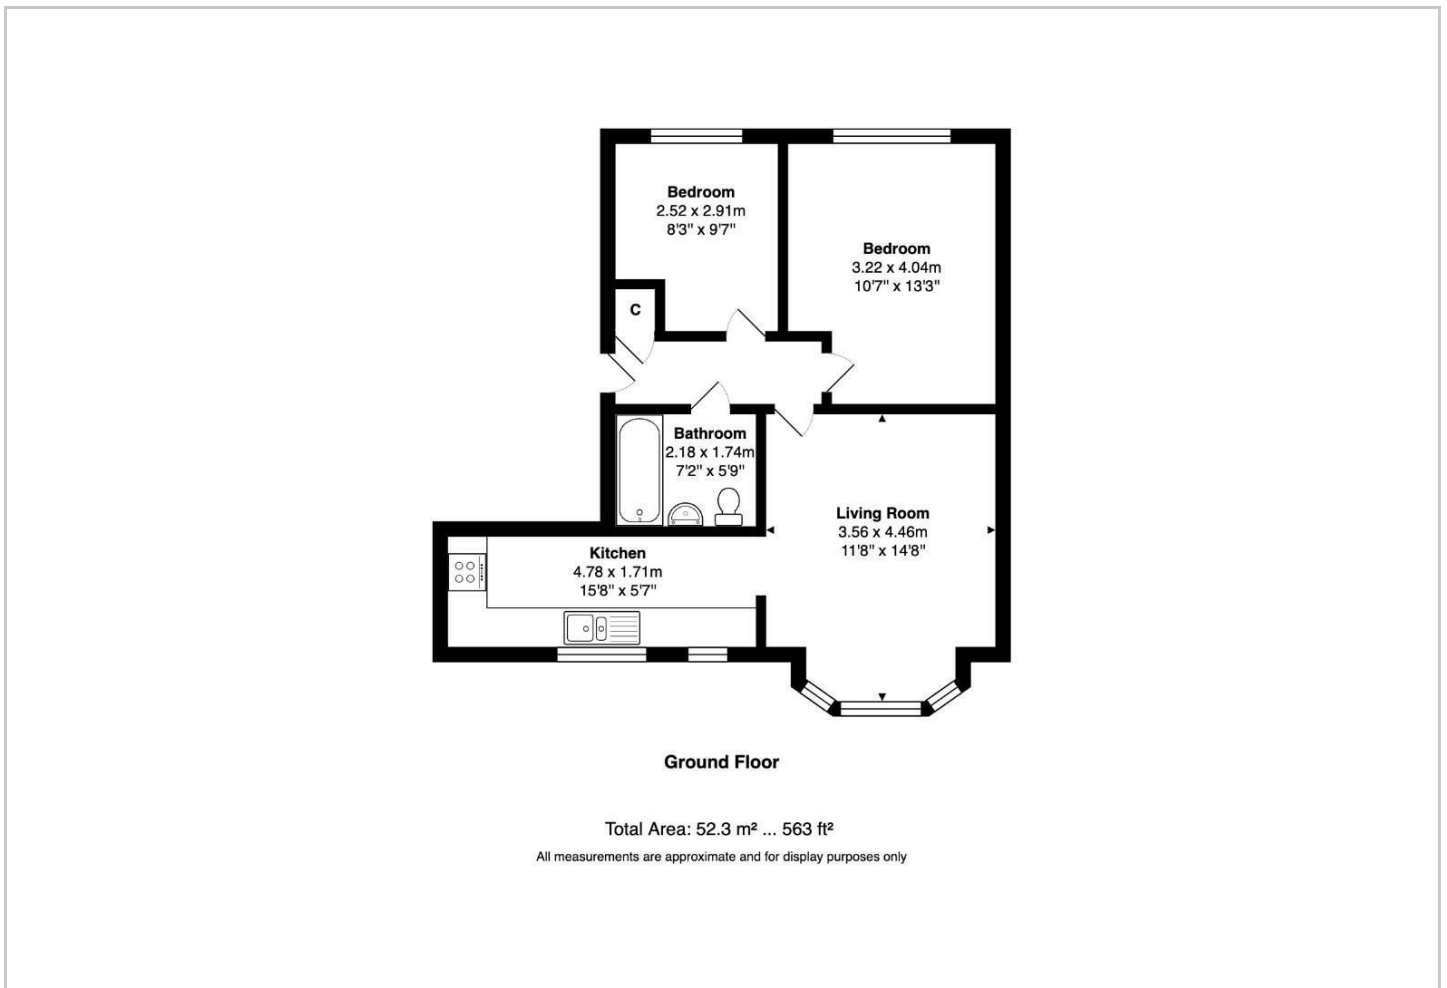 Bedroom
2.52 x 2.91m
8'3" x 9'7"
Bedroom
3.22 x 4.04m
10'7" x 13'3"
C
Bathroom
2.18 x 1.74m
7'2" x 5'9"
Living Room
3.56 x 4.46m
11'8" x 14'8"
Kitchen
4.78 x 1.71m
15'8" x 5'7"
Ground Floor
Total Area: 52.3 m² ... 563 ft²
All measurements are approximate and for display purposes only